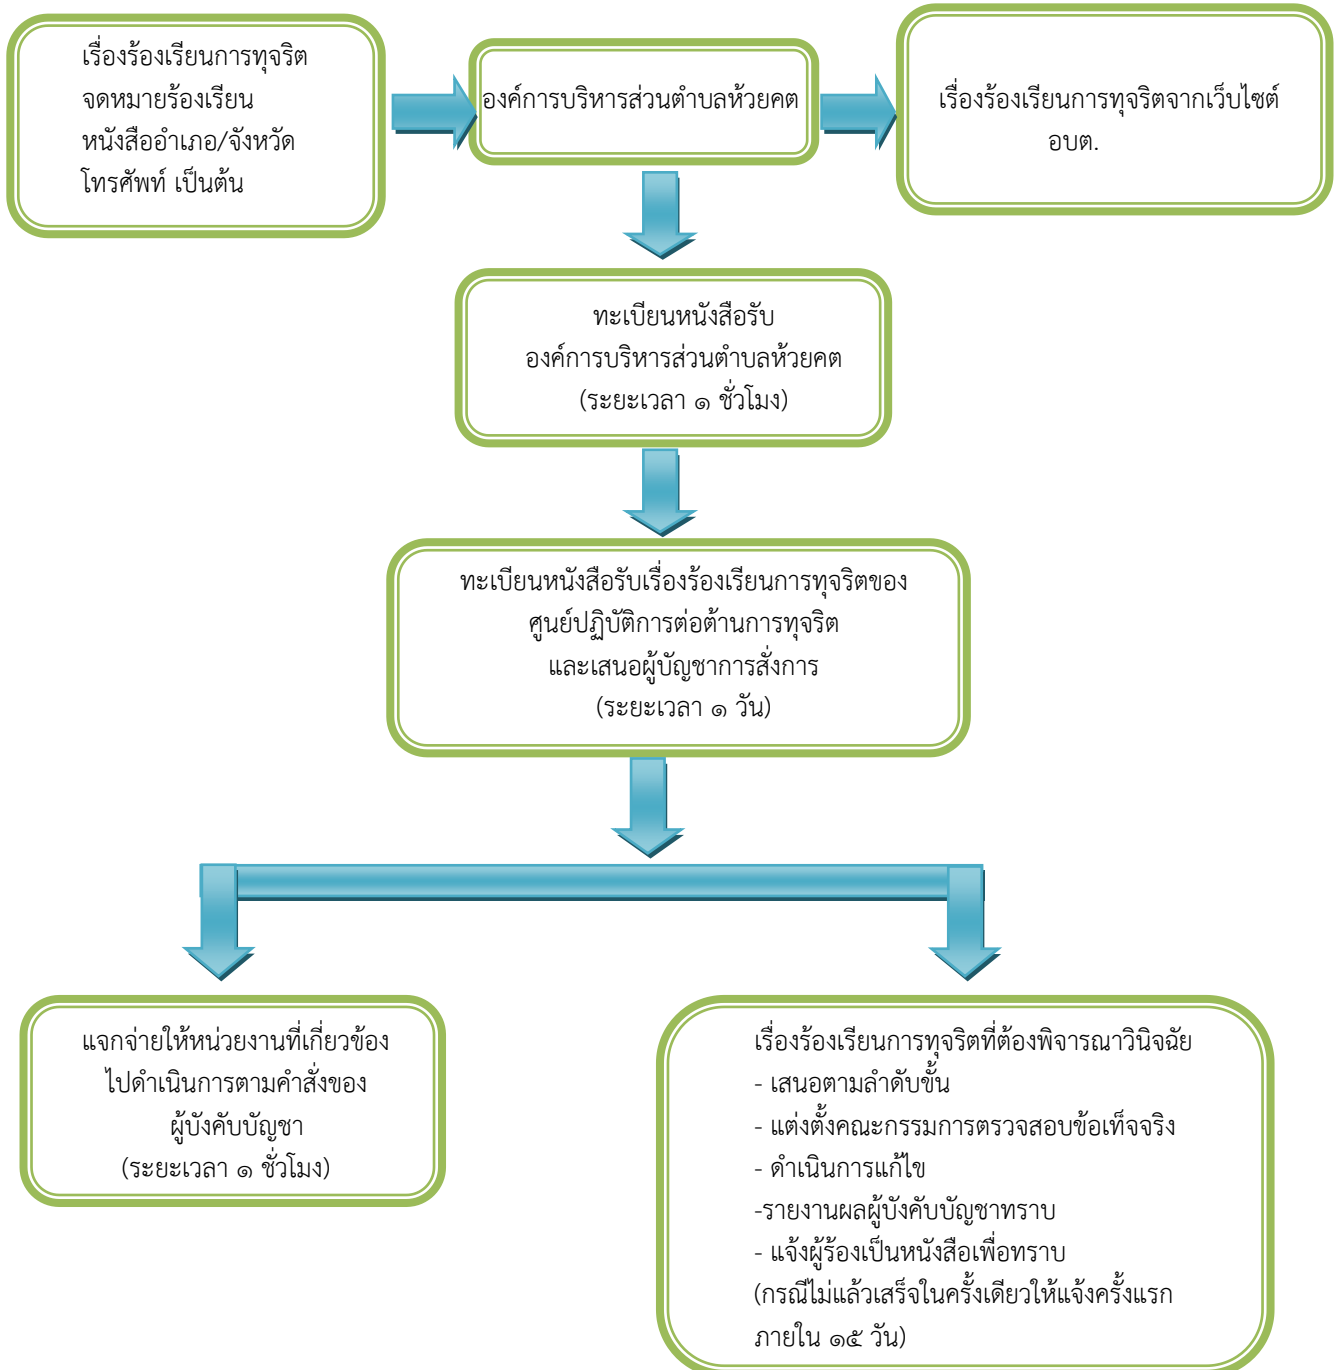 เรื่องร้องเรียนการทุจริต
จดหมายร้องเรียน
หนังสืออำเภอ/จังหวัด
โทรศัพท์ เป็นต้น
องค์การบริหารส่วนตำบลห้วยคต
เรื่องร้องเรียนการทุจริตจากเว็บไซต์
อบต.
ทะเบียนหนังสือรับ
องค์การบริหารส่วนตำบลห้วยคต
(ระยะเวลา ๑ ชั่วโมง)
ทะเบียนหนังสือรับเรื่องร้องเรียนการทุจริตของ
ศูนย์ปฏิบัติการต่อต้านการทุจริต
และเสนอผู้บัญชาการสั่งการ
(ระยะเวลา ๑ วัน)
แจกจ่ายให้หน่วยงานที่เกี่ยวข้อง
ไปดำเนินการตามคำสั่งของ
ผู้บังคับบัญชา
(ระยะเวลา ๑ ชั่วโมง)
เรื่องร้องเรียนการทุจริตที่ต้องพิจารณาวินิจฉัย
- เสนอตามลำดับขั้น
- แต่งตั้งคณะกรรมการตรวจสอบข้อเท็จจริง
- ดำเนินการแก้ไข
-รายงานผลผู้บังคับบัญชาทราบ
- แจ้งผู้ร้องเป็นหนังสือเพื่อทราบ
(กรณีไม่แล้วเสร็จในครั้งเดียวให้แจ้งครั้งแรก
ภายใน ๑๕ วัน)